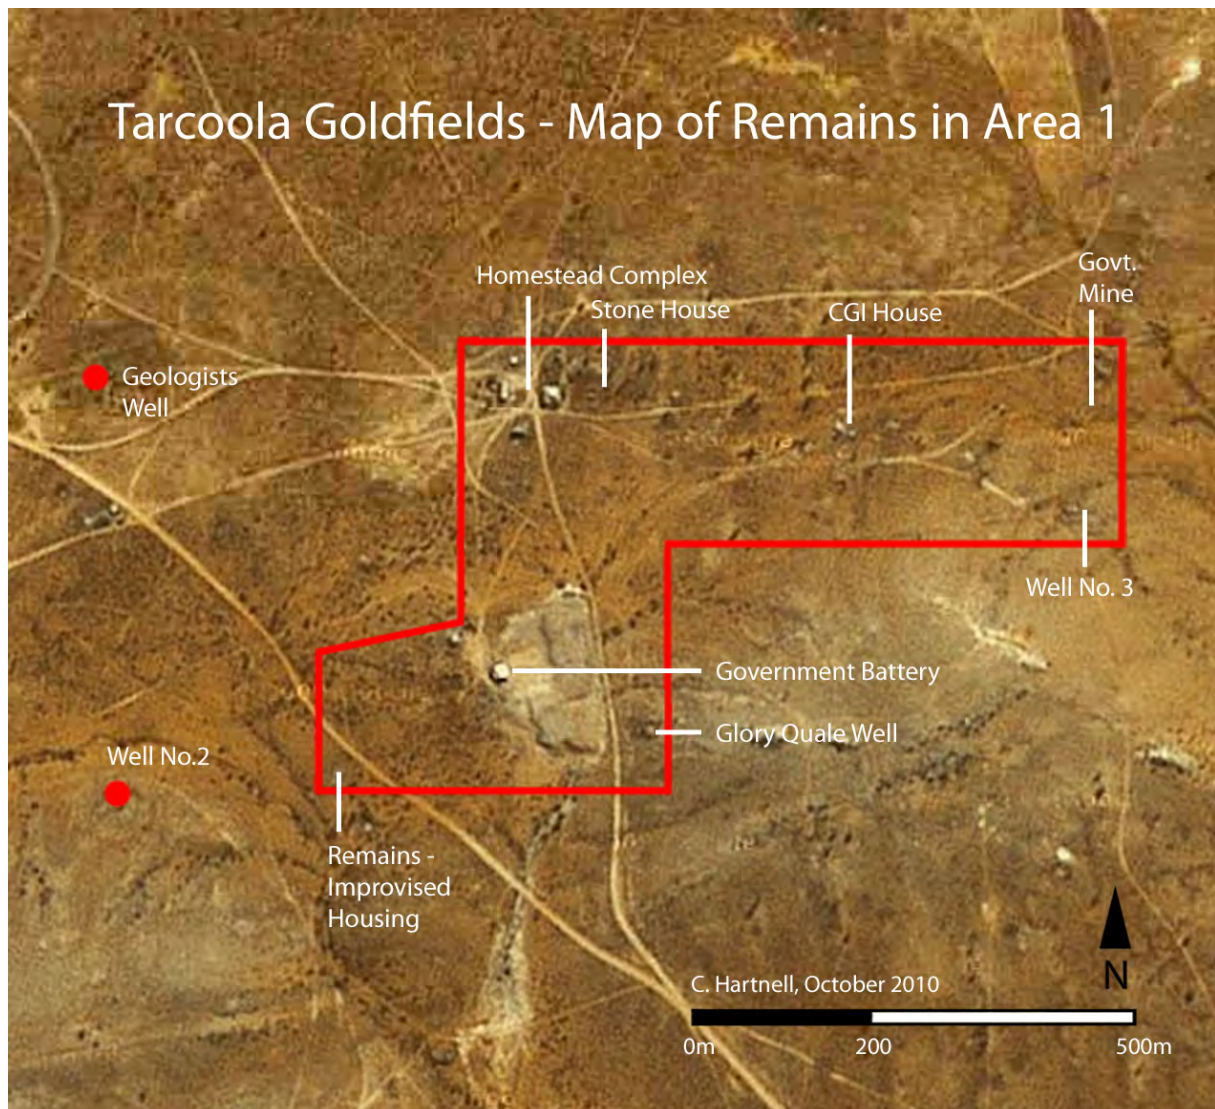 Tarcoola Goldfields - Map of Remains in Area 1
Homestead Complex
Stone House
CGI House
Govt.
Mine
Geologists
Well
Well No. 3
Government Battery
Glory Quale Well
Well No.2
Remains -
Improvised
Housing
N
C. Hartnell, October 2010
0m 200 500m